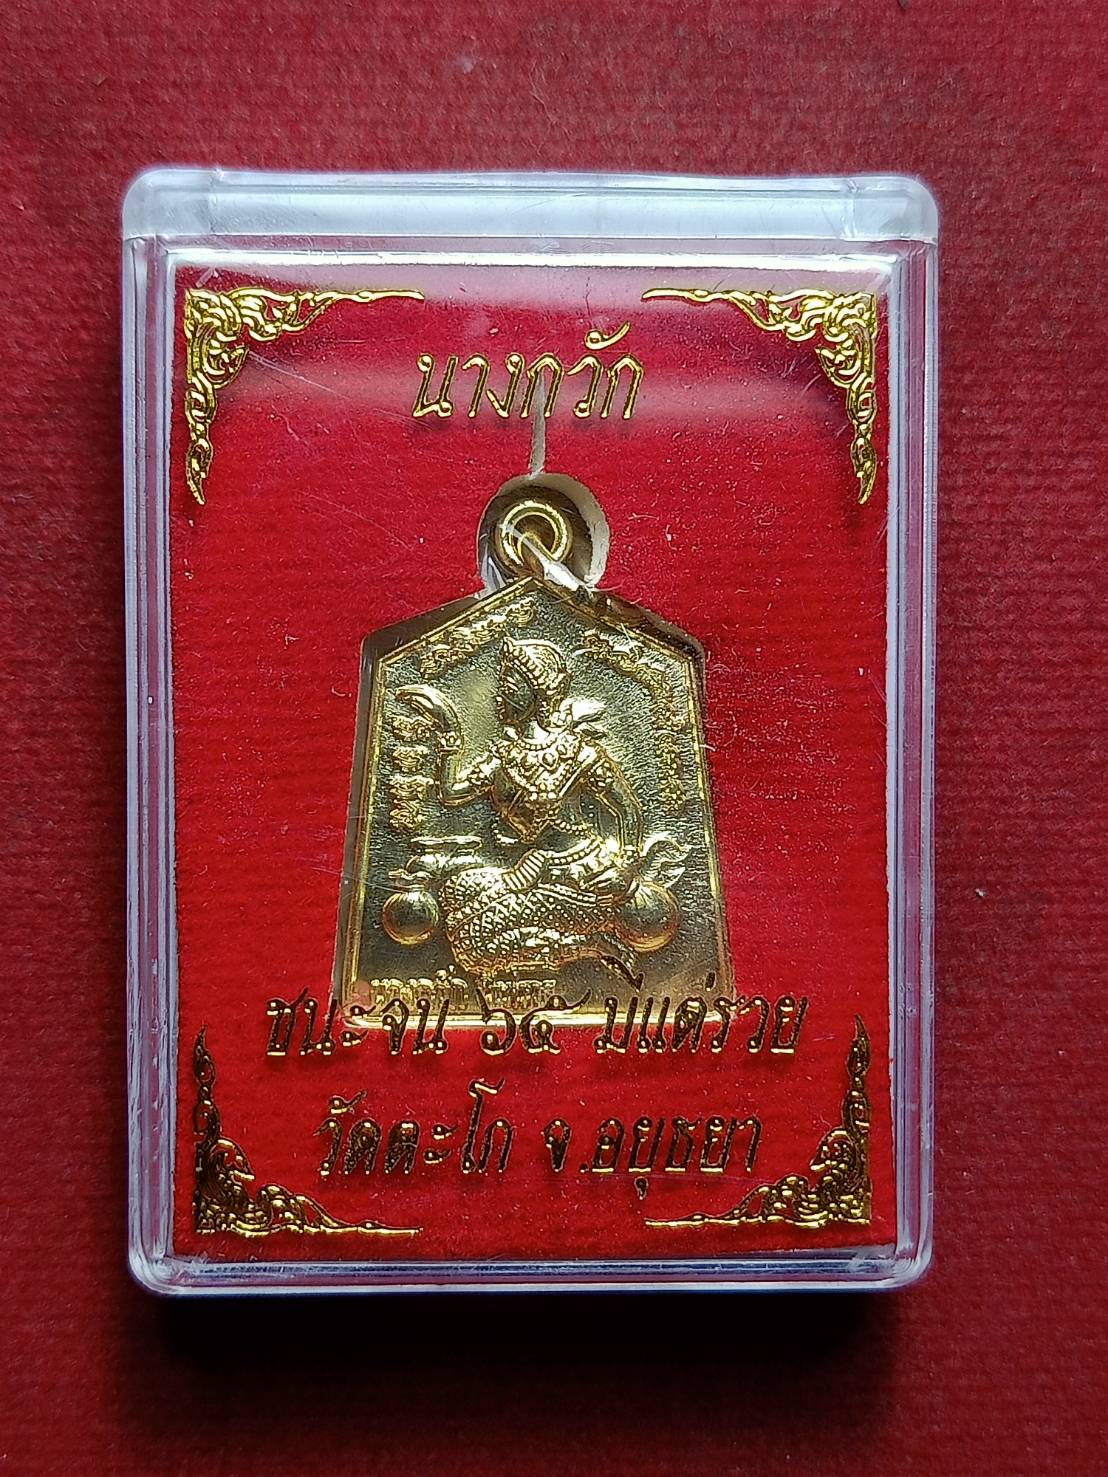 นางกวัก
ชนะจน ๖๕ มีแต่รวย
วัดตะโก จ.อยุธยา